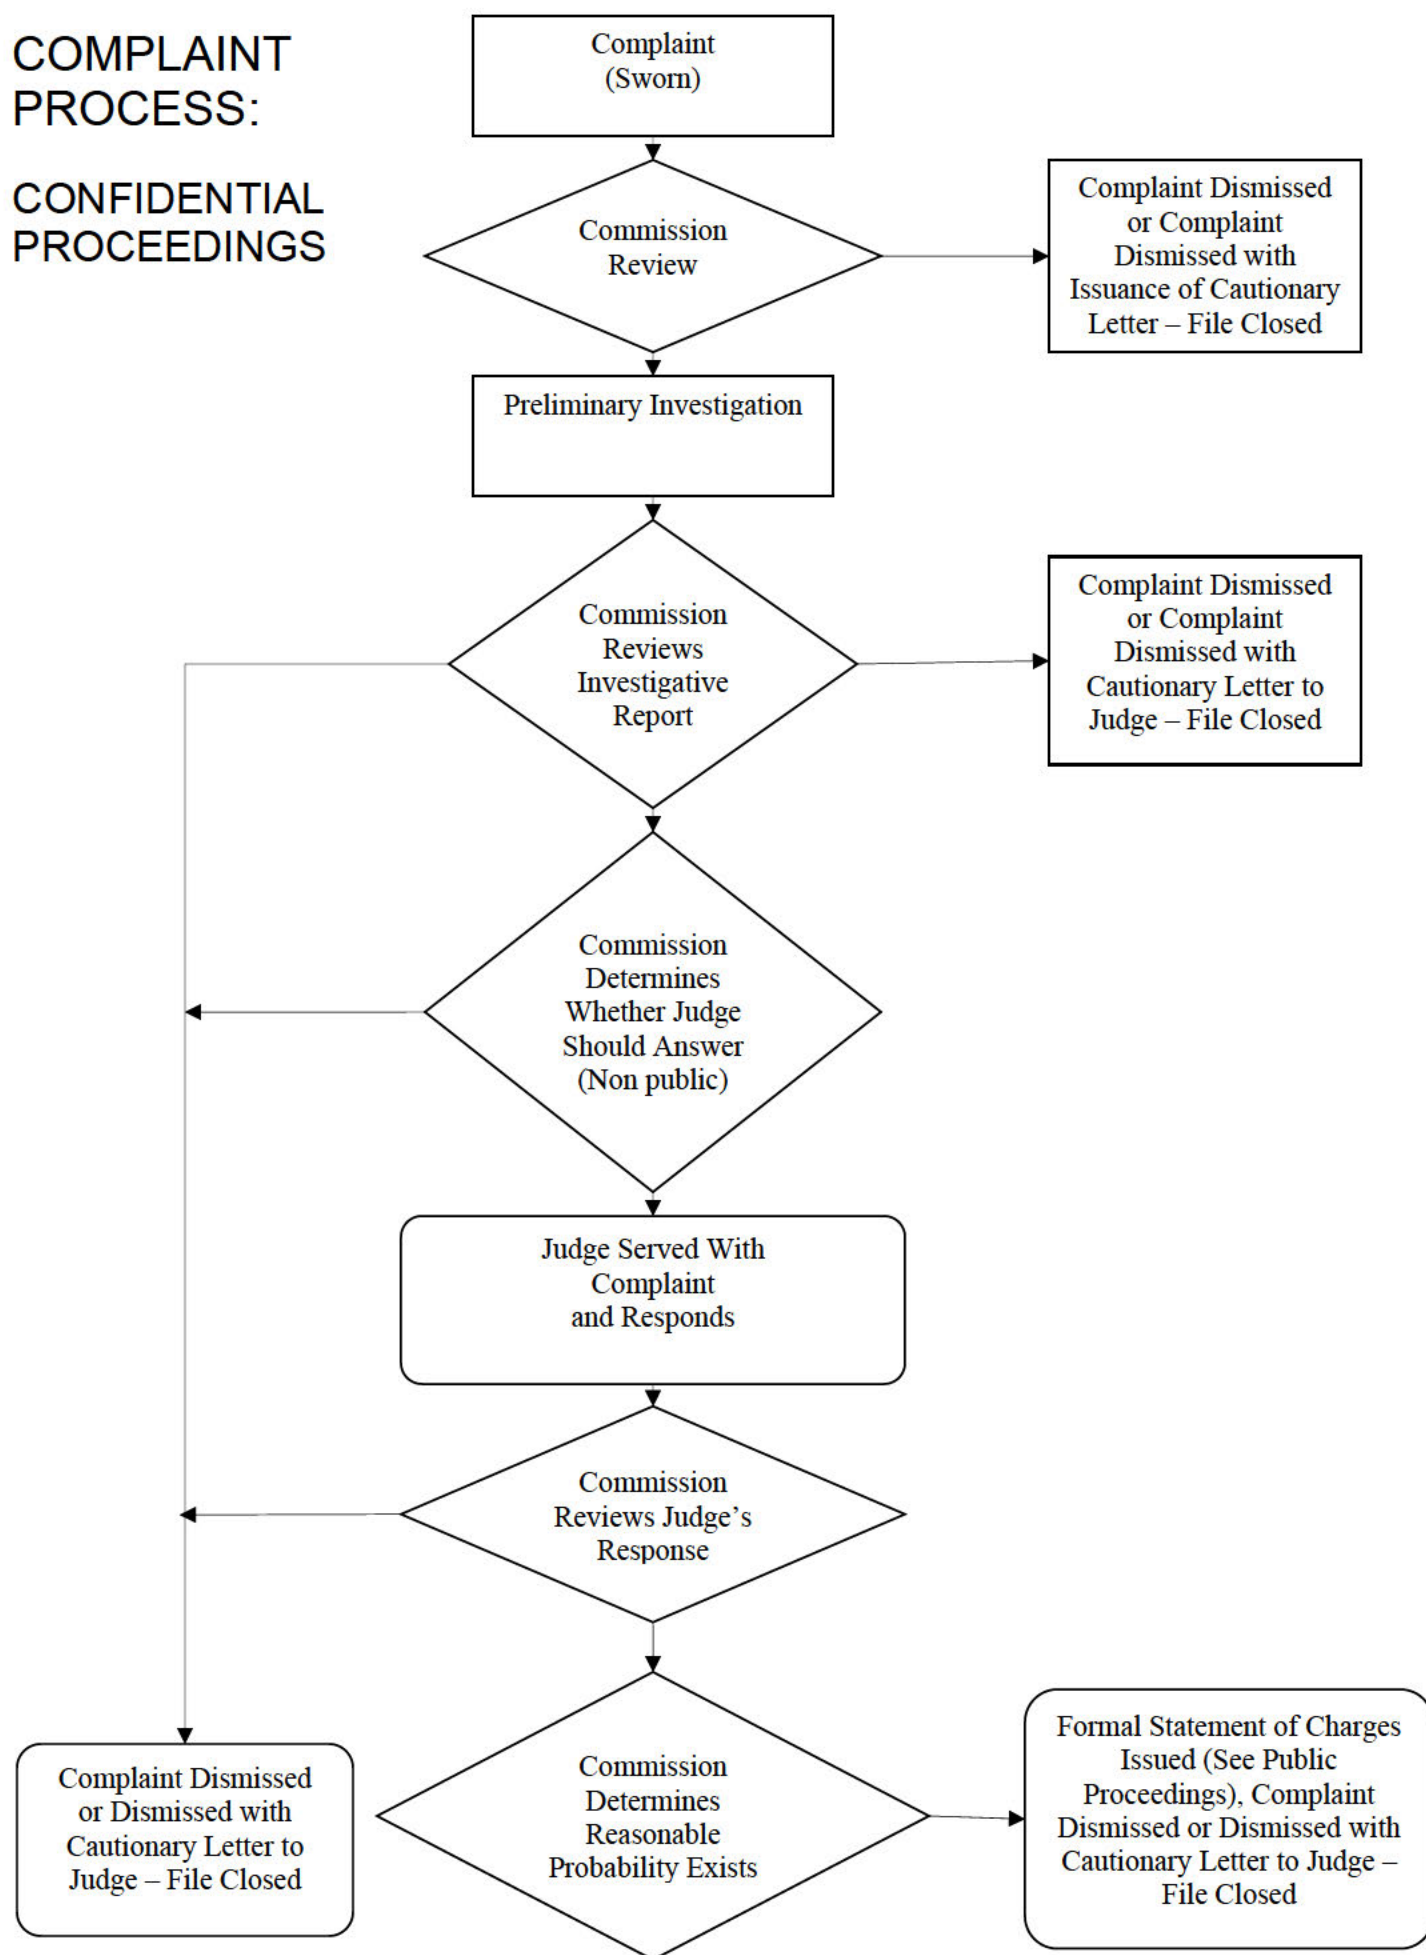 COMPLAINT
PROCESS:
CONFIDENTIAL
PROCEEDINGS
Complaint
(Sworn)
Commission
Review
Complaint Dismissed
or Complaint
Dismissed with
Issuance of Cautionary
Letter – File Closed
Preliminary Investigation
Commission
Reviews
Investigative
Report
Complaint Dismissed
or Complaint
Dismissed with
Cautionary Letter to
Judge – File Closed
Commission
Determines
Whether Judge
Should Answer
(Non public)
Judge Served With
Complaint
and Responds
Commission
Reviews Judge’s
Response
Complaint Dismissed
or Dismissed with
Cautionary Letter to
Judge – File Closed
Commission
Determines
Reasonable
Probability Exists
Formal Statement of Charges
Issued (See Public
Proceedings), Complaint
Dismissed or Dismissed with
Cautionary Letter to Judge –
File Closed